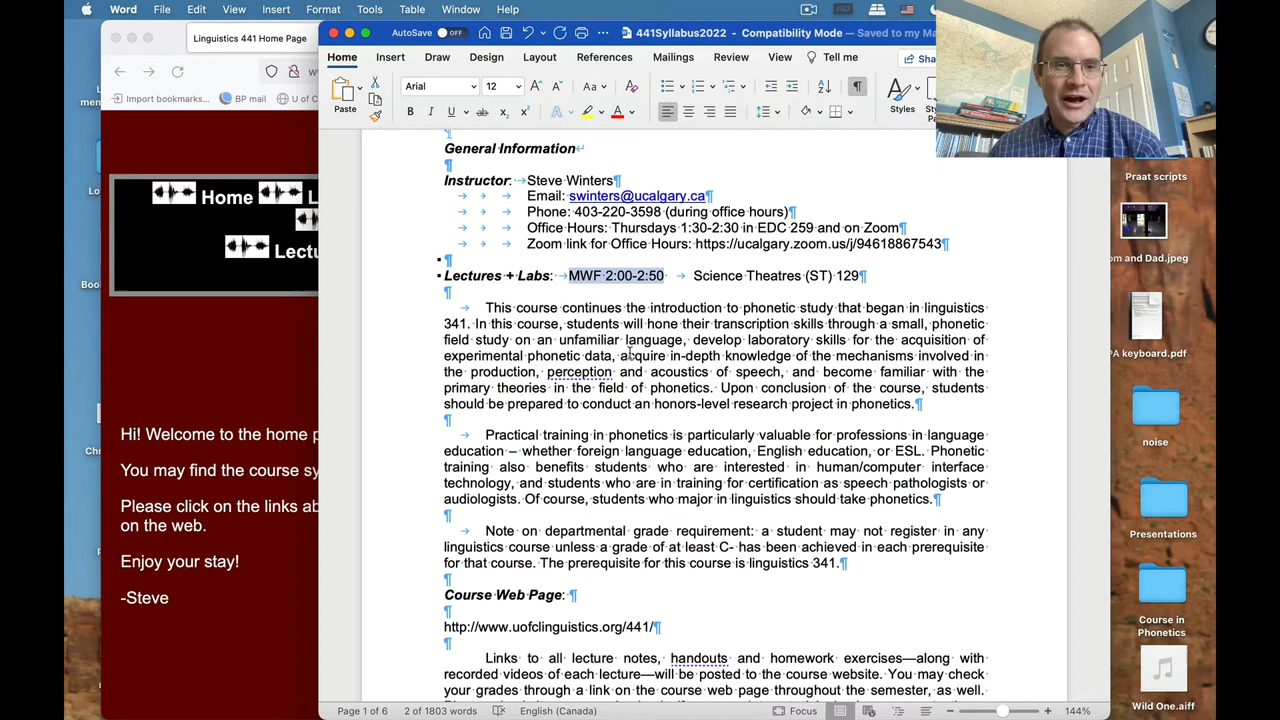 Word File Edit View Insert Format Tools Table Window Help
Linguistics 441 Home Page
AutoSave OFF 441Syllabus2022 - Compatibility Mode — Saved to my Ma
Home Insert Draw Design Layout References Mailings Review View Tell me Sha
Import bookmarks... BP mail U of C
Paste Arial 12 Aa Styles
Home L
Lectu
Hi! Welcome to the home p
You may find the course sy
Please click on the links ab
on the web.
Enjoy your stay!
-Steve
General Information
Instructor: Steve Winters
Email: swinters@ucalgary.ca
Phone: 403-220-3598 (during office hours)
Office Hours: Thursdays 1:30-2:30 in EDC 259 and on Zoom
Zoom link for Office Hours: https://ucalgary.zoom.us/j/94618867543
Lectures + Labs: MWF 2:00-2:50 Science Theatres (ST) 129
This course continues the introduction to phonetic study that began in linguistics
341. In this course, students will hone their transcription skills through a small, phonetic
field study on an unfamiliar language, develop laboratory skills for the acquisition of
experimental phonetic data, acquire in-depth knowledge of the mechanisms involved in
the production, perception and acoustics of speech, and become familiar with the
primary theories in the field of phonetics. Upon conclusion of the course, students
should be prepared to conduct an honors-level research project in phonetics.
Practical training in phonetics is particularly valuable for professions in language
education – whether foreign language education, English education, or ESL. Phonetic
training also benefits students who are interested in human/computer interface
technology, and students who are in training for certification as speech pathologists or
audiologists. Of course, students who major in linguistics should take phonetics.
Note on departmental grade requirement: a student may not register in any
linguistics course unless a grade of at least C- has been achieved in each prerequisite
for that course. The prerequisite for this course is linguistics 341.
Course Web Page:
http://www.uofclinguistics.org/441/
Links to all lecture notes, handouts and homework exercises—along with
recorded videos of each lecture—will be posted to the course website. You may check
your grades through a link on the course web page throughout the semester, as well.
Page 1 of 6 2 of 1803 words English (Canada) Focus 144%
Praat scripts
om and Dad.jpeg
PA keyboard.pdf
noise
Presentations
Course in
Phonetics
Wild One.aiff